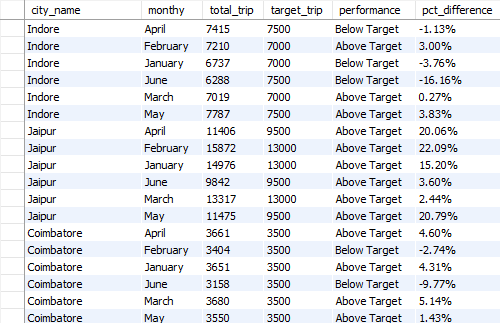 city_name monthy total_trip target_trip performance pct_difference
Indore April 7415 7500 Below Target -1.13%
Indore February 7210 7000 Above Target 3.00%
Indore January 6737 7000 Below Target -3.76%
Indore June 6288 7500 Below Target -16.16%
Indore March 7019 7000 Above Target 0.27%
Indore May 7787 7500 Above Target 3.83%
Jaipur April 11406 9500 Above Target 20.06%
Jaipur February 15872 13000 Above Target 22.09%
Jaipur January 14976 13000 Above Target 15.20%
Jaipur June 9842 9500 Above Target 3.60%
Jaipur March 13317 13000 Above Target 2.44%
Jaipur May 11475 9500 Above Target 20.79%
Coimbatore April 3661 3500 Above Target 4.60%
Coimbatore February 3404 3500 Below Target -2.74%
Coimbatore January 3651 3500 Above Target 4.31%
Coimbatore June 3158 3500 Below Target -9.77%
Coimbatore March 3680 3500 Above Target 5.14%
Coimbatore May 3550 3500 Above Target 1.43%